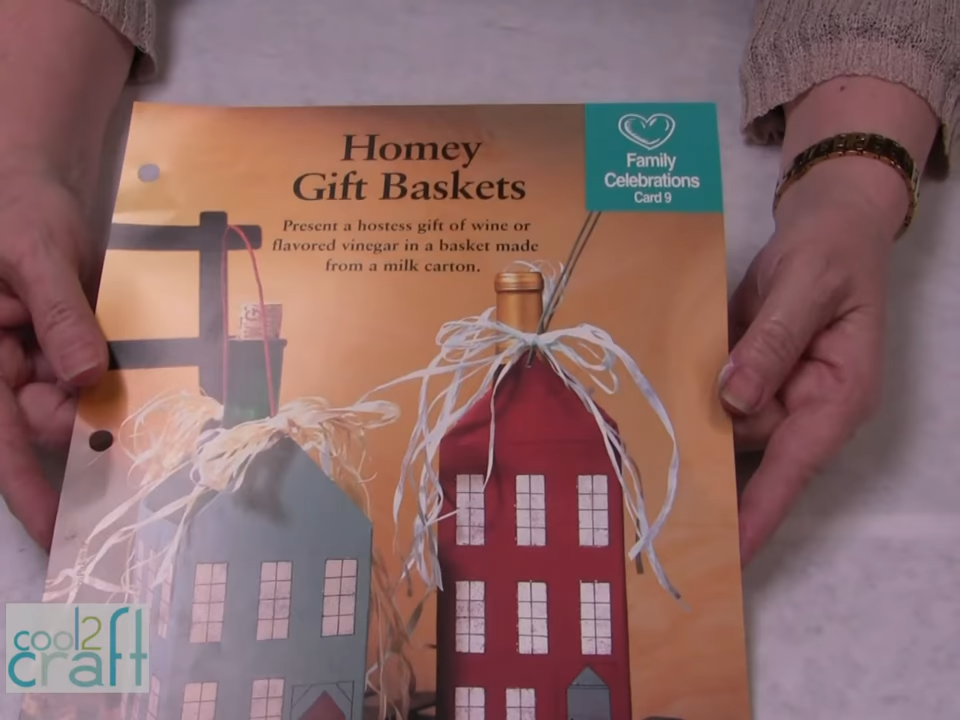 Homey
Gift Baskets
Present a hostess gift of wine or
flavored vinegar in a basket made
from a milk carton.
Family
Celebrations
Card 9
cool2
craft